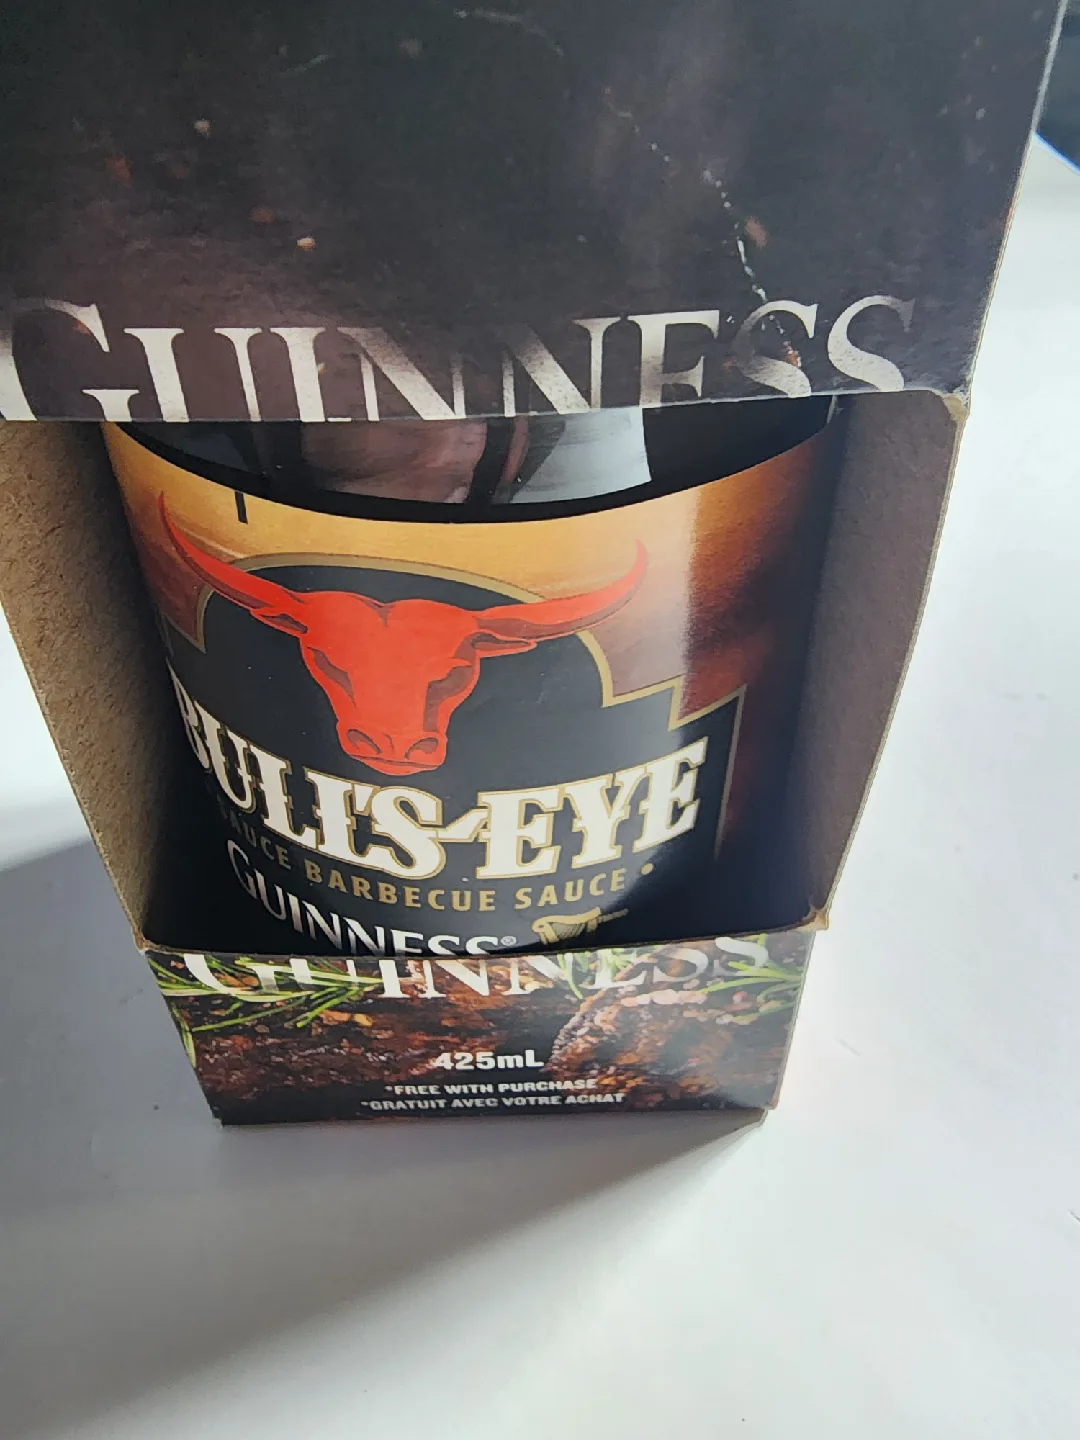 GUINNESS
BULL'S-EYE
SAUCE BARBECUE SAUCE •
GUINNESS®
GUINNESS
425mL
*FREE WITH PURCHASE
*GRATUIT AVEC VOTRE ACHAT